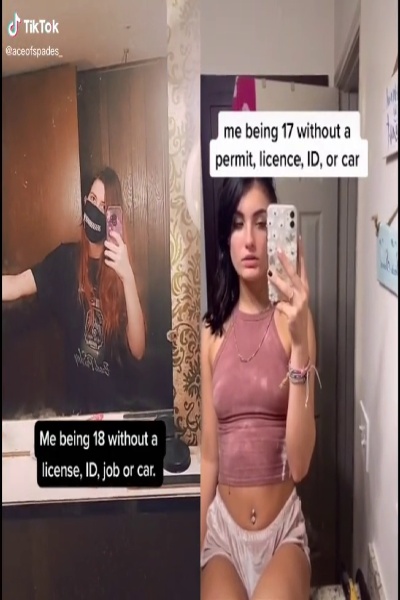 TikTok
@aceofspades_
me being 17 without a
permit, licence, ID, or car
Me being 18 without a
license, ID, job or car.